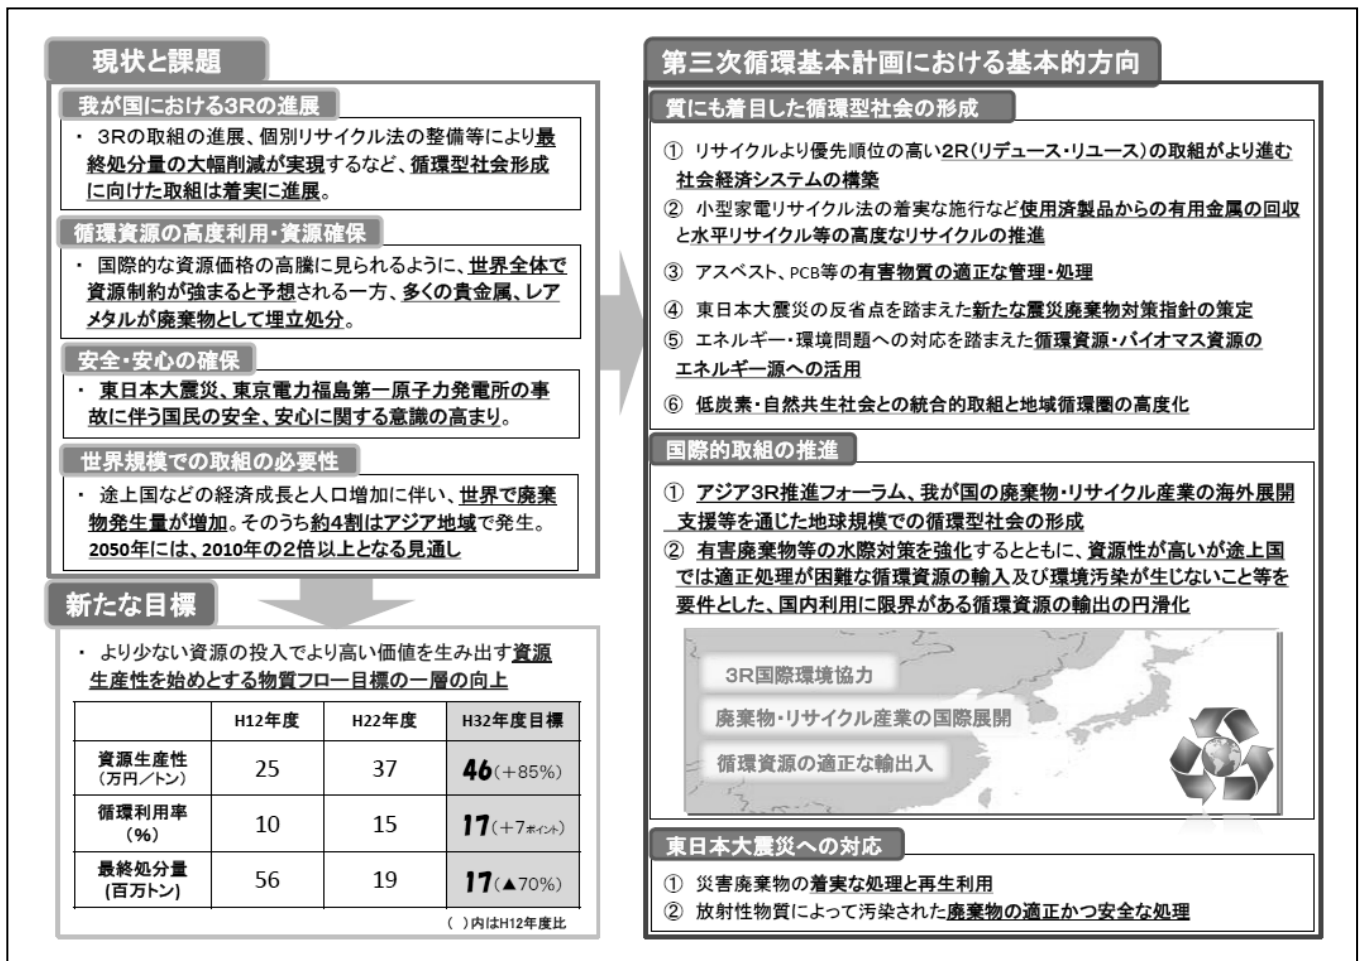 現状と課題
我が国における3Rの進展
・ 3Rの取組の進展、個別リサイクル法の整備等により最
終処分量の大幅削減が実現するなど、循環型社会形成
に向けた取組は着実に進展。
循環資源の高度利用・資源確保
・ 国際的な資源価格の高騰に見られるように、世界全体で
資源制約が強まると予想される一方、多くの貴金属、レア
メタルが廃棄物として埋立処分。
安全・安心の確保
・ 東日本大震災、東京電力福島第一原子力発電所の事
故に伴う国民の安全、安心に関する意識の高まり。
世界規模での取組の必要性
・ 途上国などの経済成長と人口増加に伴い、世界で廃棄
物発生量が増加。そのうち約4割はアジア地域で発生。
2050年には、2010年の2倍以上となる見通し
新たな目標
・ より少ない資源の投入でより高い価値を生み出す資源
生産性を始めとする物質フロー目標の一層の向上
H12年度 H22年度 H32年度目標
資源生産性
(万円/トン) 25 37 46(+85%)
循環利用率
(%) 10 15 17(+7ポイント)
最終処分量
(百万トン) 56 19 17(▲70%)
( )内はH12年度比
第三次循環基本計画における基本的方向
質にも着目した循環型社会の形成
① リサイクルより優先順位の高い2R(リデュース・リユース)の取組がより進む
社会経済システムの構築
② 小型家電リサイクル法の着実な施行など使用済製品からの有用金属の回収
と水平リサイクル等の高度なリサイクルの推進
③ アスベスト、PCB等の有害物質の適正な管理・処理
④ 東日本大震災の反省点を踏まえた新たな震災廃棄物対策指針の策定
⑤ エネルギー・環境問題への対応を踏まえた循環資源・バイオマス資源の
エネルギー源への活用
⑥ 低炭素・自然共生社会との統合的取組と地域循環圏の高度化
国際的取組の推進
① アジア3R推進フォーラム、我が国の廃棄物・リサイクル産業の海外展開
支援等を通じた地球規模での循環型社会の形成
② 有害廃棄物等の水際対策を強化するとともに、資源性が高いが途上国
では適正処理が困難な循環資源の輸入及び環境汚染が生じないこと等を
要件とした、国内利用に限界がある循環資源の輸出の円滑化
3R国際環境協力
廃棄物・リサイクル産業の国際展開
循環資源の適正な輸出入
東日本大震災への対応
① 災害廃棄物の着実な処理と再生利用
② 放射性物質によって汚染された廃棄物の適正かつ安全な処理